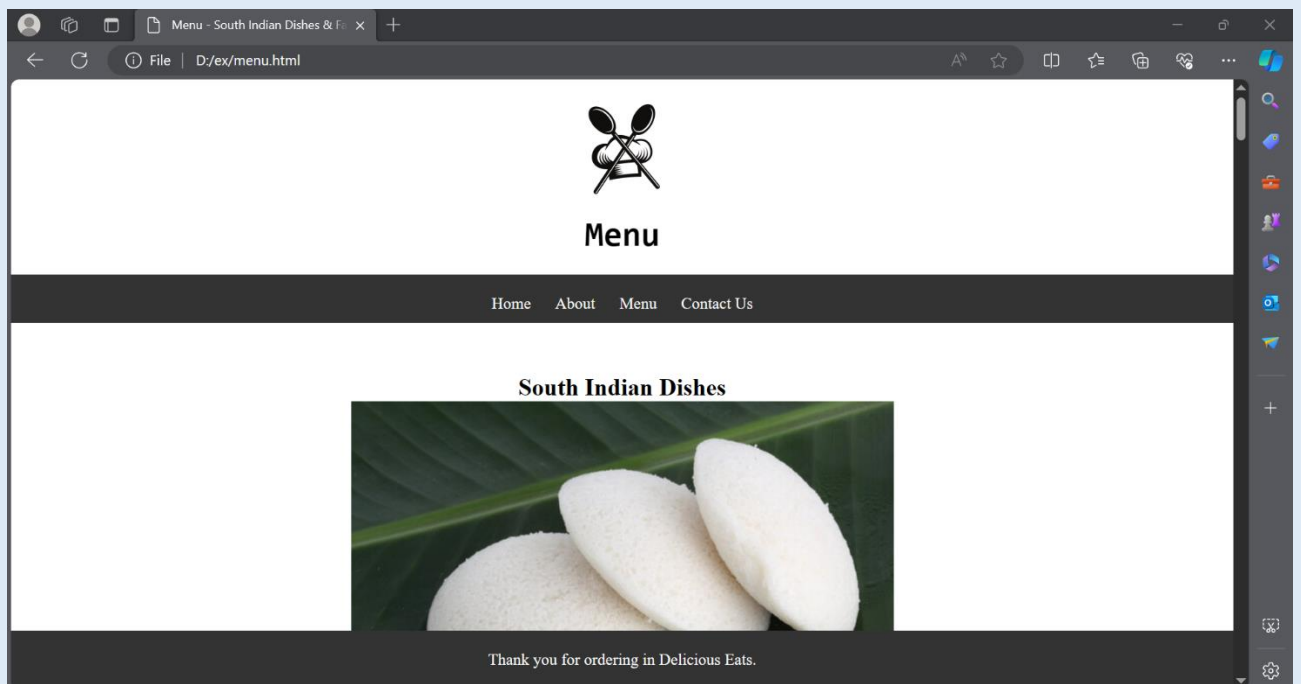 Menu - South Indian Dishes & Fa
File | D:/ex/menu.html
Menu
Home About Menu Contact Us
South Indian Dishes
Thank you for ordering in Delicious Eats.